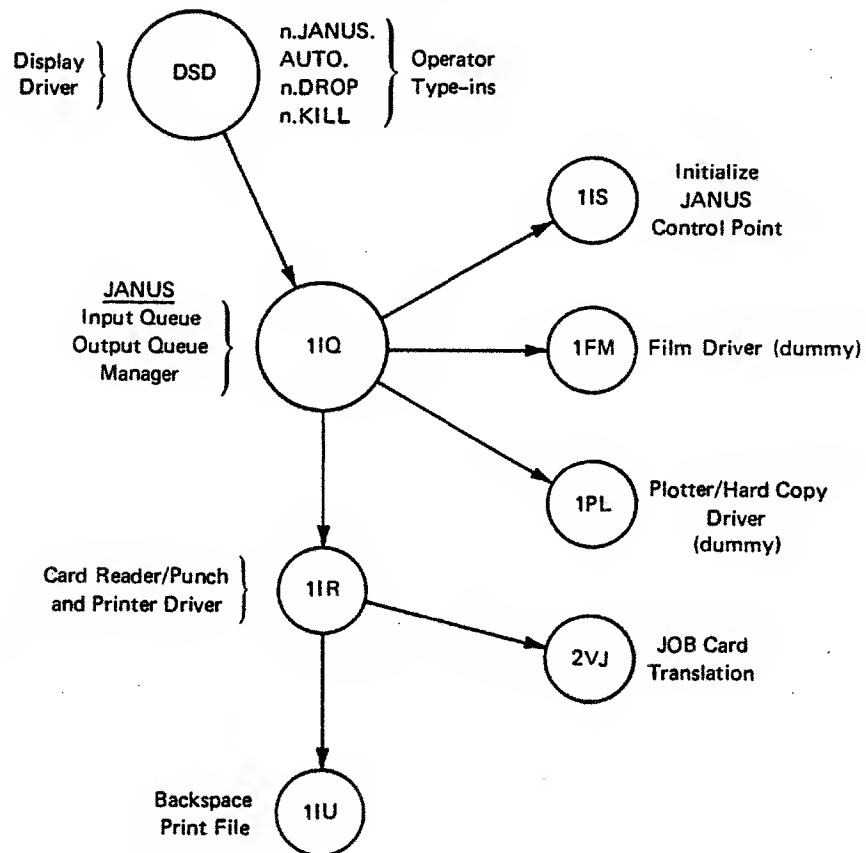 Display
Driver
DSD
n.JANUS.
AUTO.
n.DROP
n.KILL
Operator
Type-ins
1IS
Initialize
JANUS
Control Point
JANUS
Input Queue
Output Queue
Manager
1IQ
1FM
Film Driver (dummy)
1PL
Plotter/Hard Copy
Driver
(dummy)
Card Reader/Punch
and Printer Driver
1IR
2VJ
JOB Card
Translation
Backspace
Print File
1IU